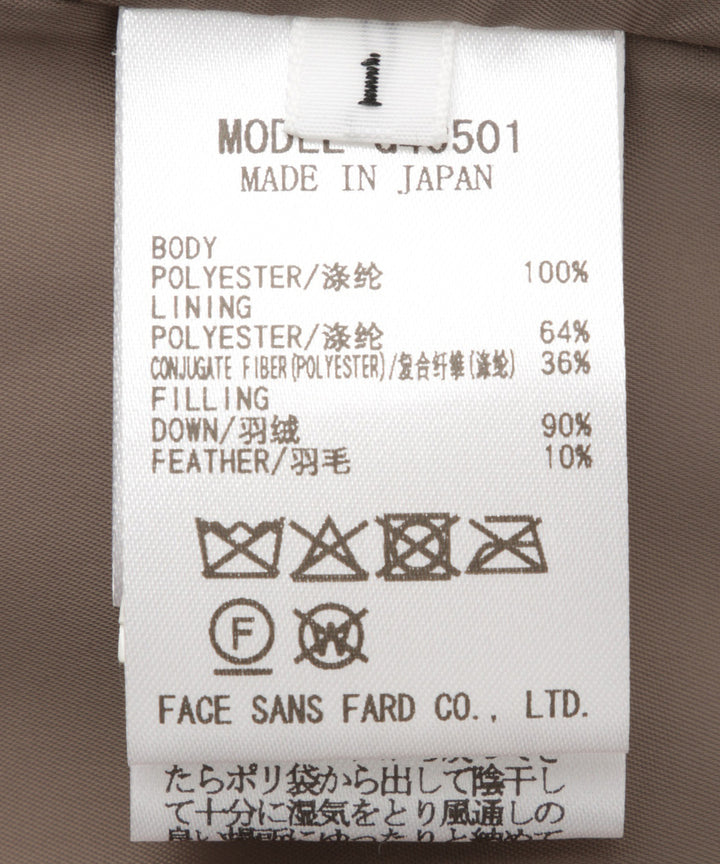 1
MODEL
MADE IN JAPAN
BODY
POLYESTER/涤纶 100%
LINING
POLYESTER/涤纶 64%
CONJUGATE FIBER(POLYESTER)/复合纤维(涤纶) 36%
FILLING
DOWN/羽绒 90%
FEATHER/羽毛 10%
F
W
FACE SANS FARD CO., LTD.
たらポリ袋から出して陰干し
て十分に湿気をとり風通しの